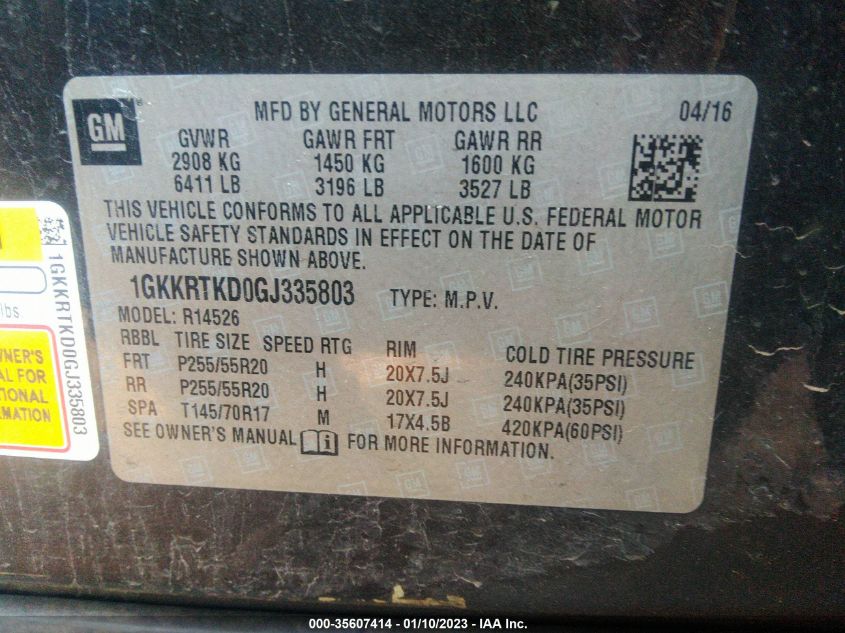 GM
MFD BY GENERAL MOTORS LLC 04/16
GVWR GAWR FRT GAWR RR
2908 KG 1450 KG 1600 KG
6411 LB 3196 LB 3527 LB
THIS VEHICLE CONFORMS TO ALL APPLICABLE U.S. FEDERAL MOTOR
VEHICLE SAFETY STANDARDS IN EFFECT ON THE DATE OF
MANUFACTURE SHOWN ABOVE.
1GKKRTKD0GJ335803 TYPE: M.P.V.
MODEL: R14526
RBBL TIRE SIZE SPEED RTG RIM COLD TIRE PRESSURE
FRT P255/55R20 H 20X7.5J 240KPA(35PSI)
RR P255/55R20 H 20X7.5J 240KPA(35PSI)
SPA T145/70R17 M 17X4.5B 420KPA(60PSI)
SEE OWNER'S MANUAL FOR MORE INFORMATION.
1GKKRTKD0GJ335803
lbs
FOR
000-35607414 - 01/10/2023 - IAA Inc.